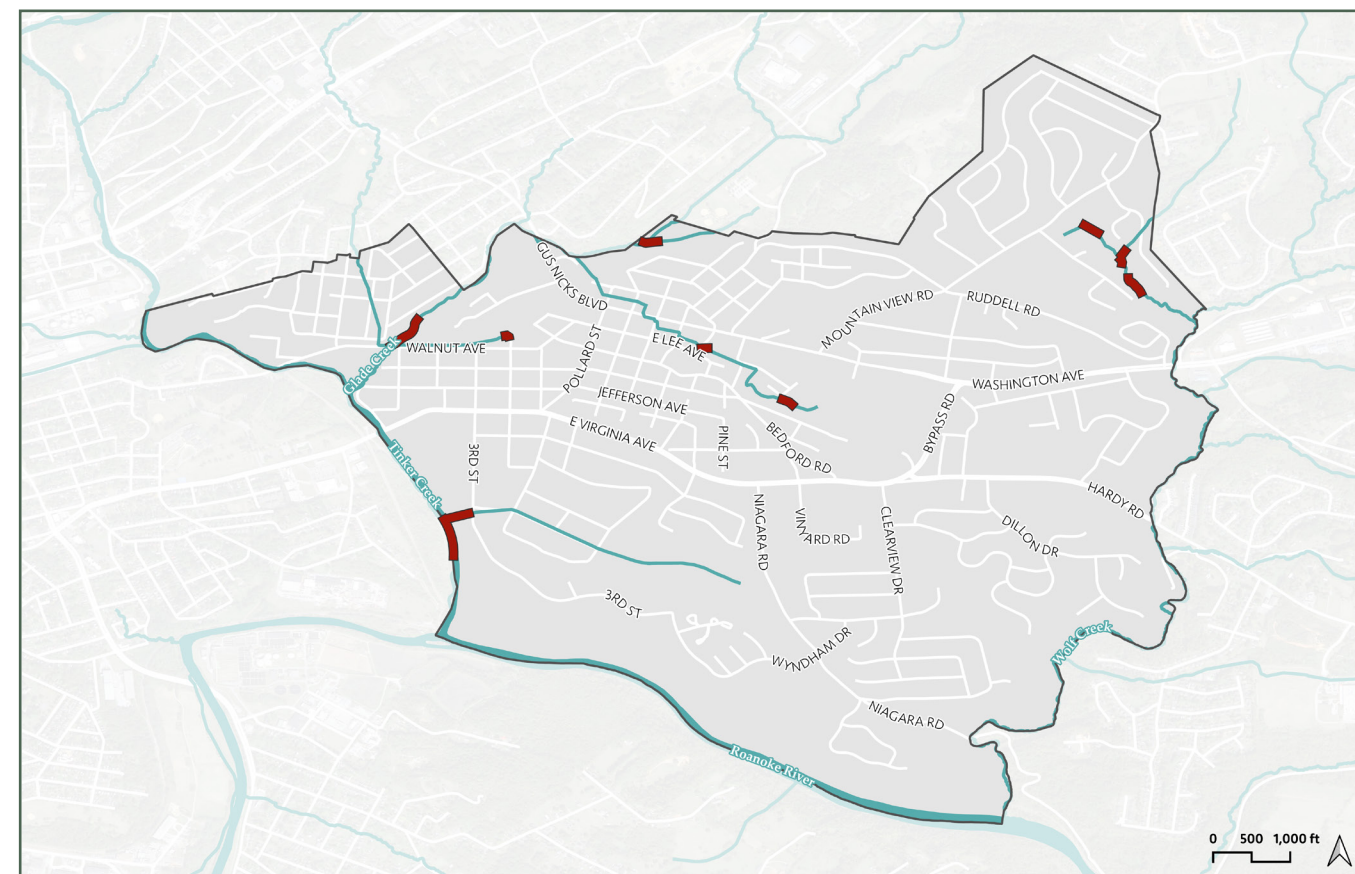 GUS NICKS BLVD
MOUNTAIN VIEW RD
RUDDELL RD
WALNUT AVE
E LEE AVE
POLLARD ST
Glade Creek
WASHINGTON AVE
JEFFERSON AVE
BYPASS RD
E VIRGINIA AVE
PINE ST
BEDFORD RD
3RD ST
Tinker Creek
HARDY RD
NIAGARA RD
VINYARD RD
CLEARVIEW DR
DILLON DR
3RD ST
WYNDHAM DR
Wolf Creek
NIAGARA RD
Roanoke River
0 500 1,000 ft